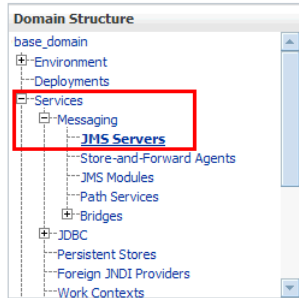 Domain Structure
base_domain
Environment
Deployments
Services
Messaging
JMS Servers
Store-and-Forward Agents
JMS Modules
Path Services
Bridges
JDBC
Persistent Stores
Foreign JNDI Providers
Work Contexts